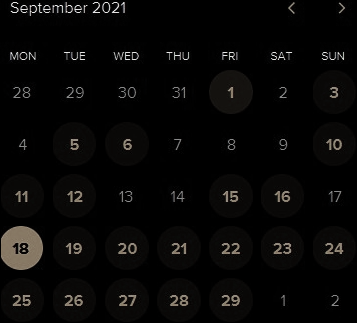 September 2021
MON TUE WED THU FRI SAT SUN
28 29 30 31 1 2 3
4 5 6 7 8 9 10
11 12 13 14 15 16 17
18 19 20 21 22 23 24
25 26 27 28 29 1 2